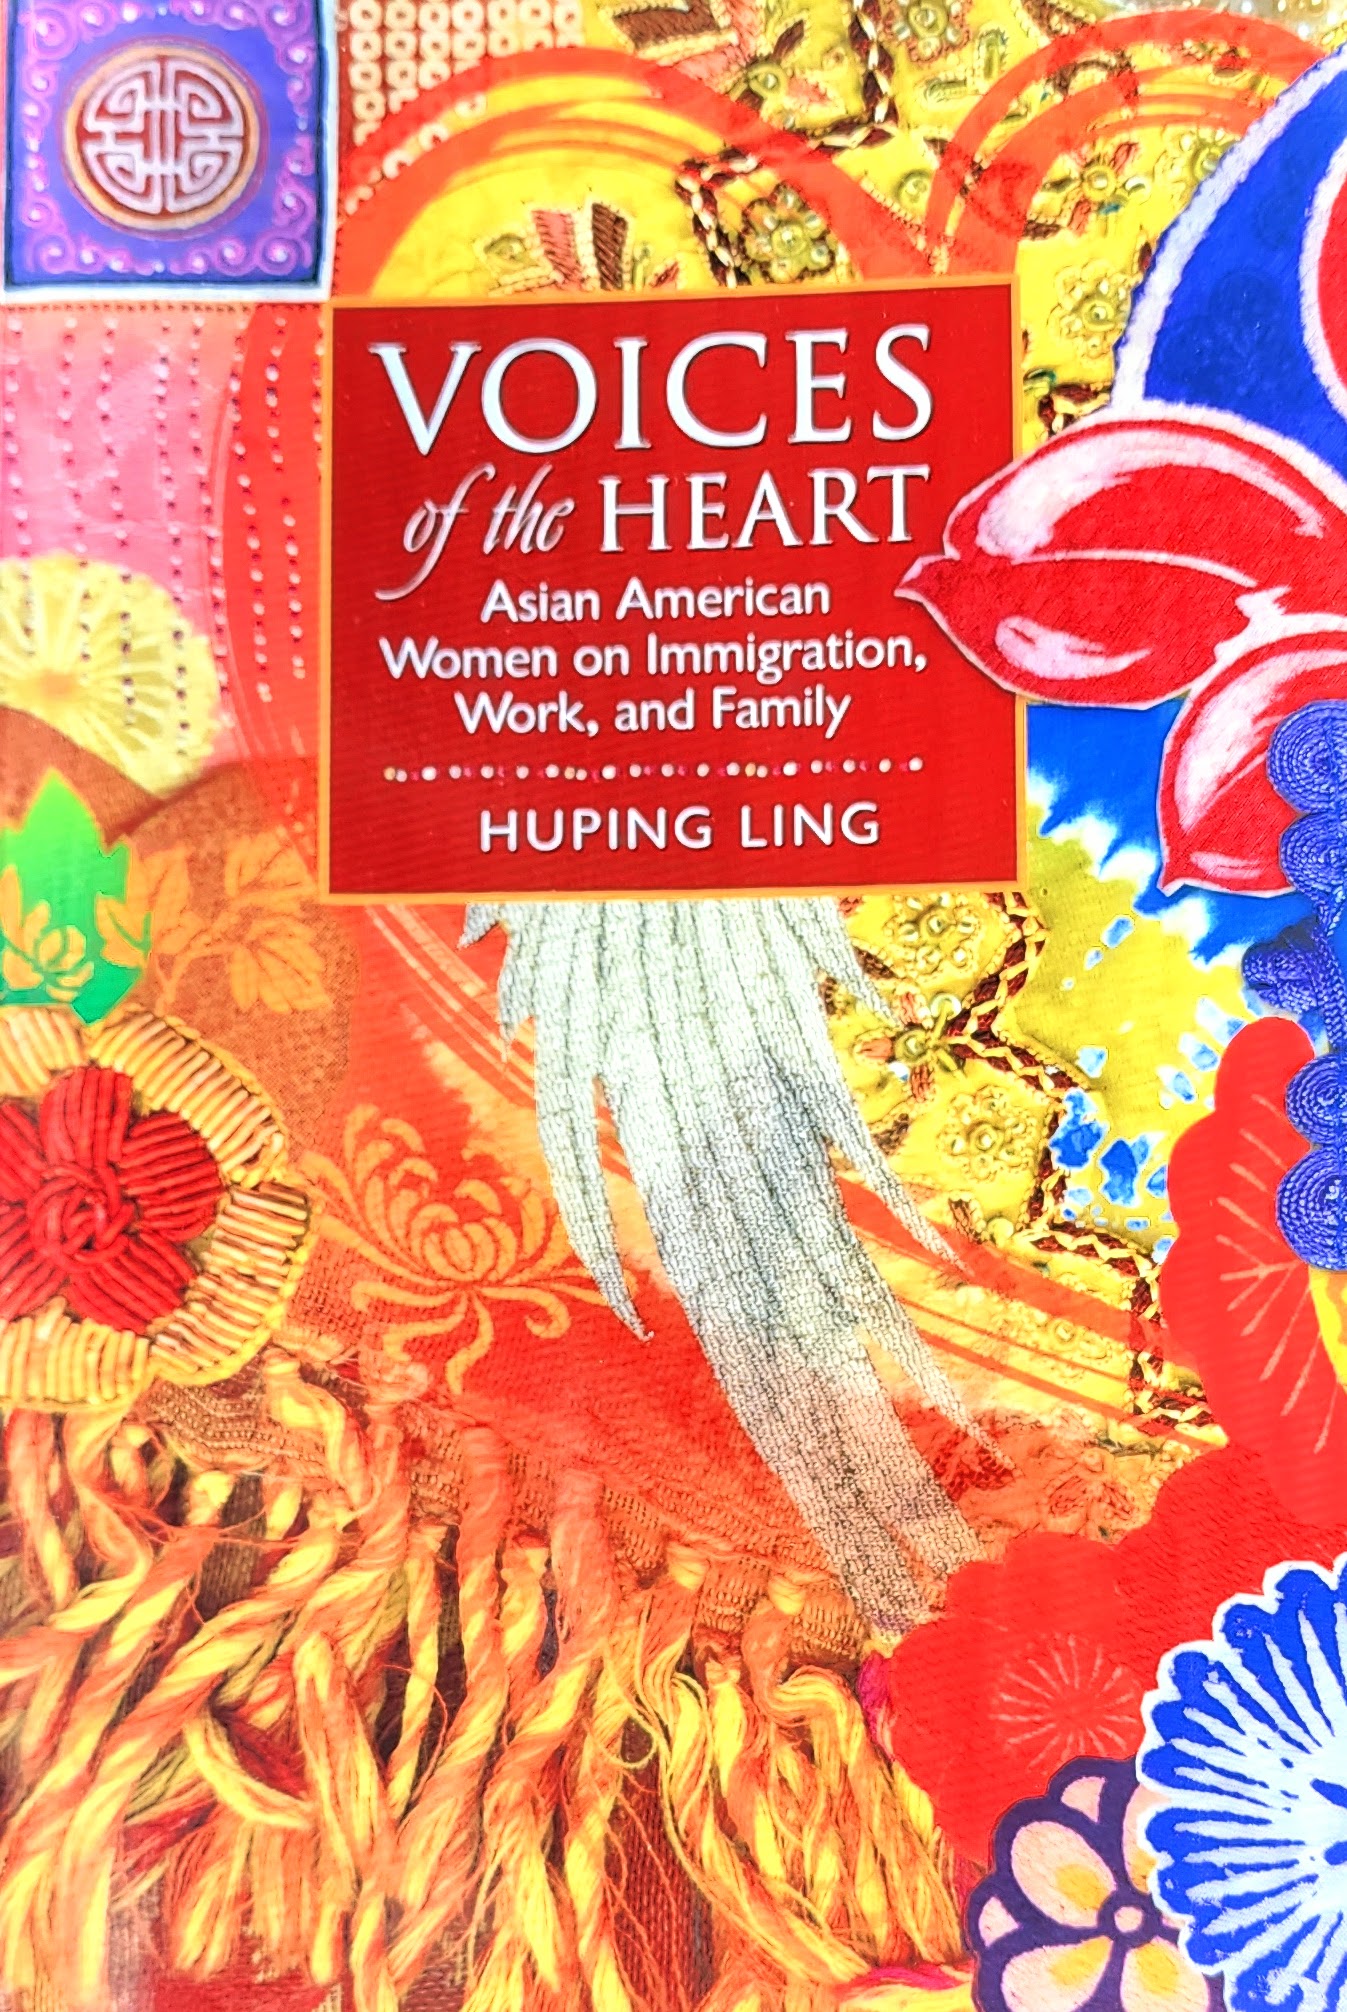 VOICES
of the HEART
Asian American
Women on Immigration,
Work, and Family
HUPING LING